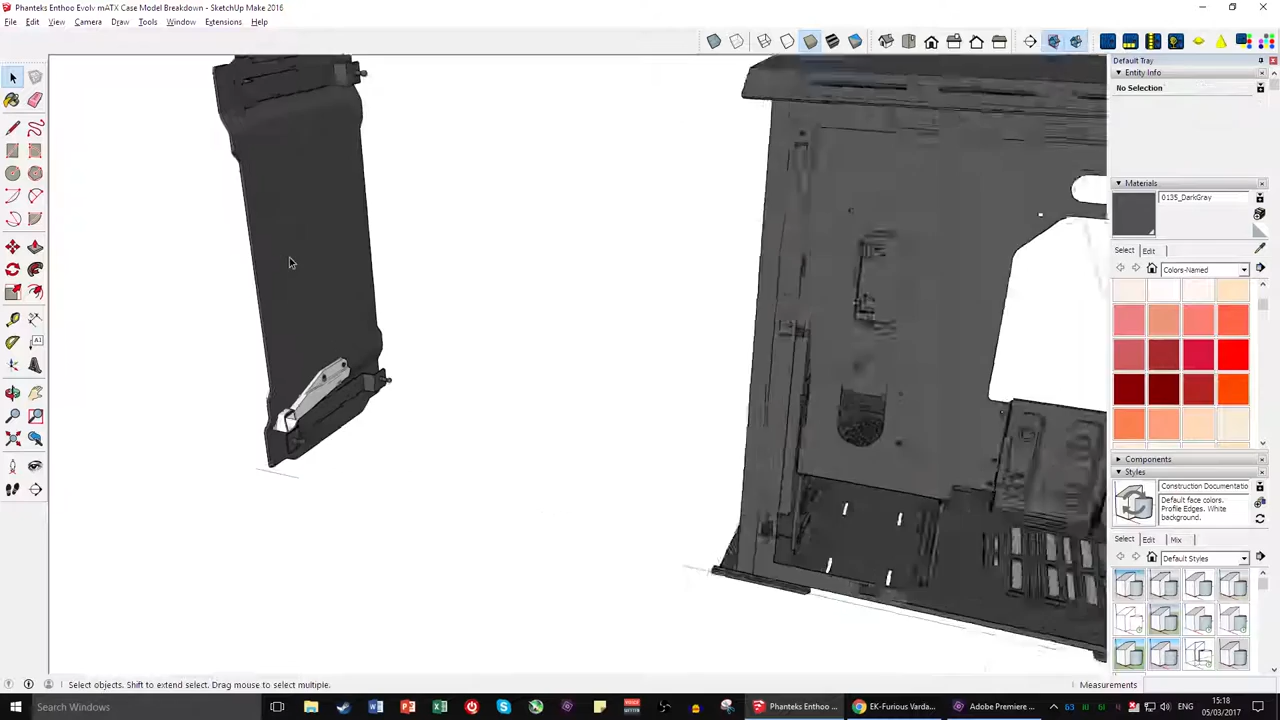 Phanteks Enthoo Evolv mATX Case Model Breakdown - SketchUp Make 2016
File Edit View Camera Draw Tools Window Extensions Help
Default Tray
Entity Info
No Selection
Materials
0135_DarkGray
Select Edit
Colors-Named
Components
Styles
Construction Documentatio
Default face colors.
Profile Edges. White
background.
Select Edit Mix
Default Styles
Select objects. Shift to extend select. Drag mouse to select multiple.
Measurements
Search Windows
Phanteks Enthoo ...
EK-Furious Varda...
Adobe Premiere ...
15:18
05/03/2017